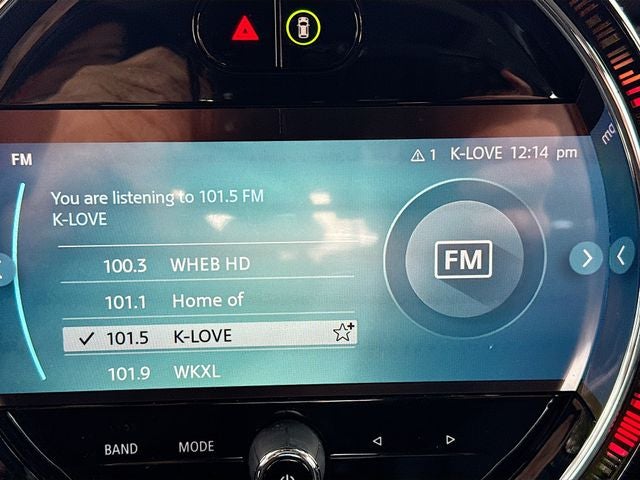 FM
1 K-LOVE 12:14 pm
You are listening to 101.5 FM
K-LOVE
100.3 WHEB HD
101.1 Home of
101.5 K-LOVE
101.9 WKXL
FM
BAND MODE